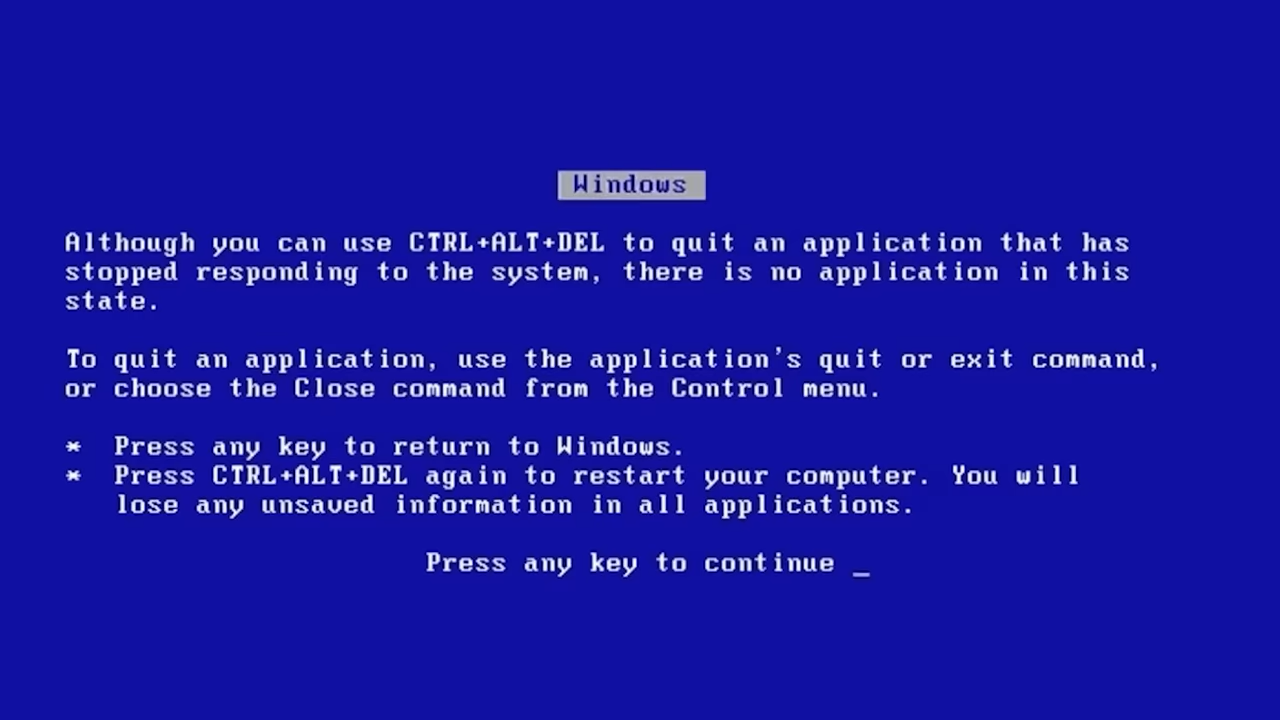 Windows
Although you can use CTRL+ALT+DEL to quit an application that has
stopped responding to the system, there is no application in this
state.
To quit an application, use the application's quit or exit command,
or choose the Close command from the Control menu.
* Press any key to return to Windows.
* Press CTRL+ALT+DEL again to restart your computer. You will
lose any unsaved information in all applications.
Press any key to continue _